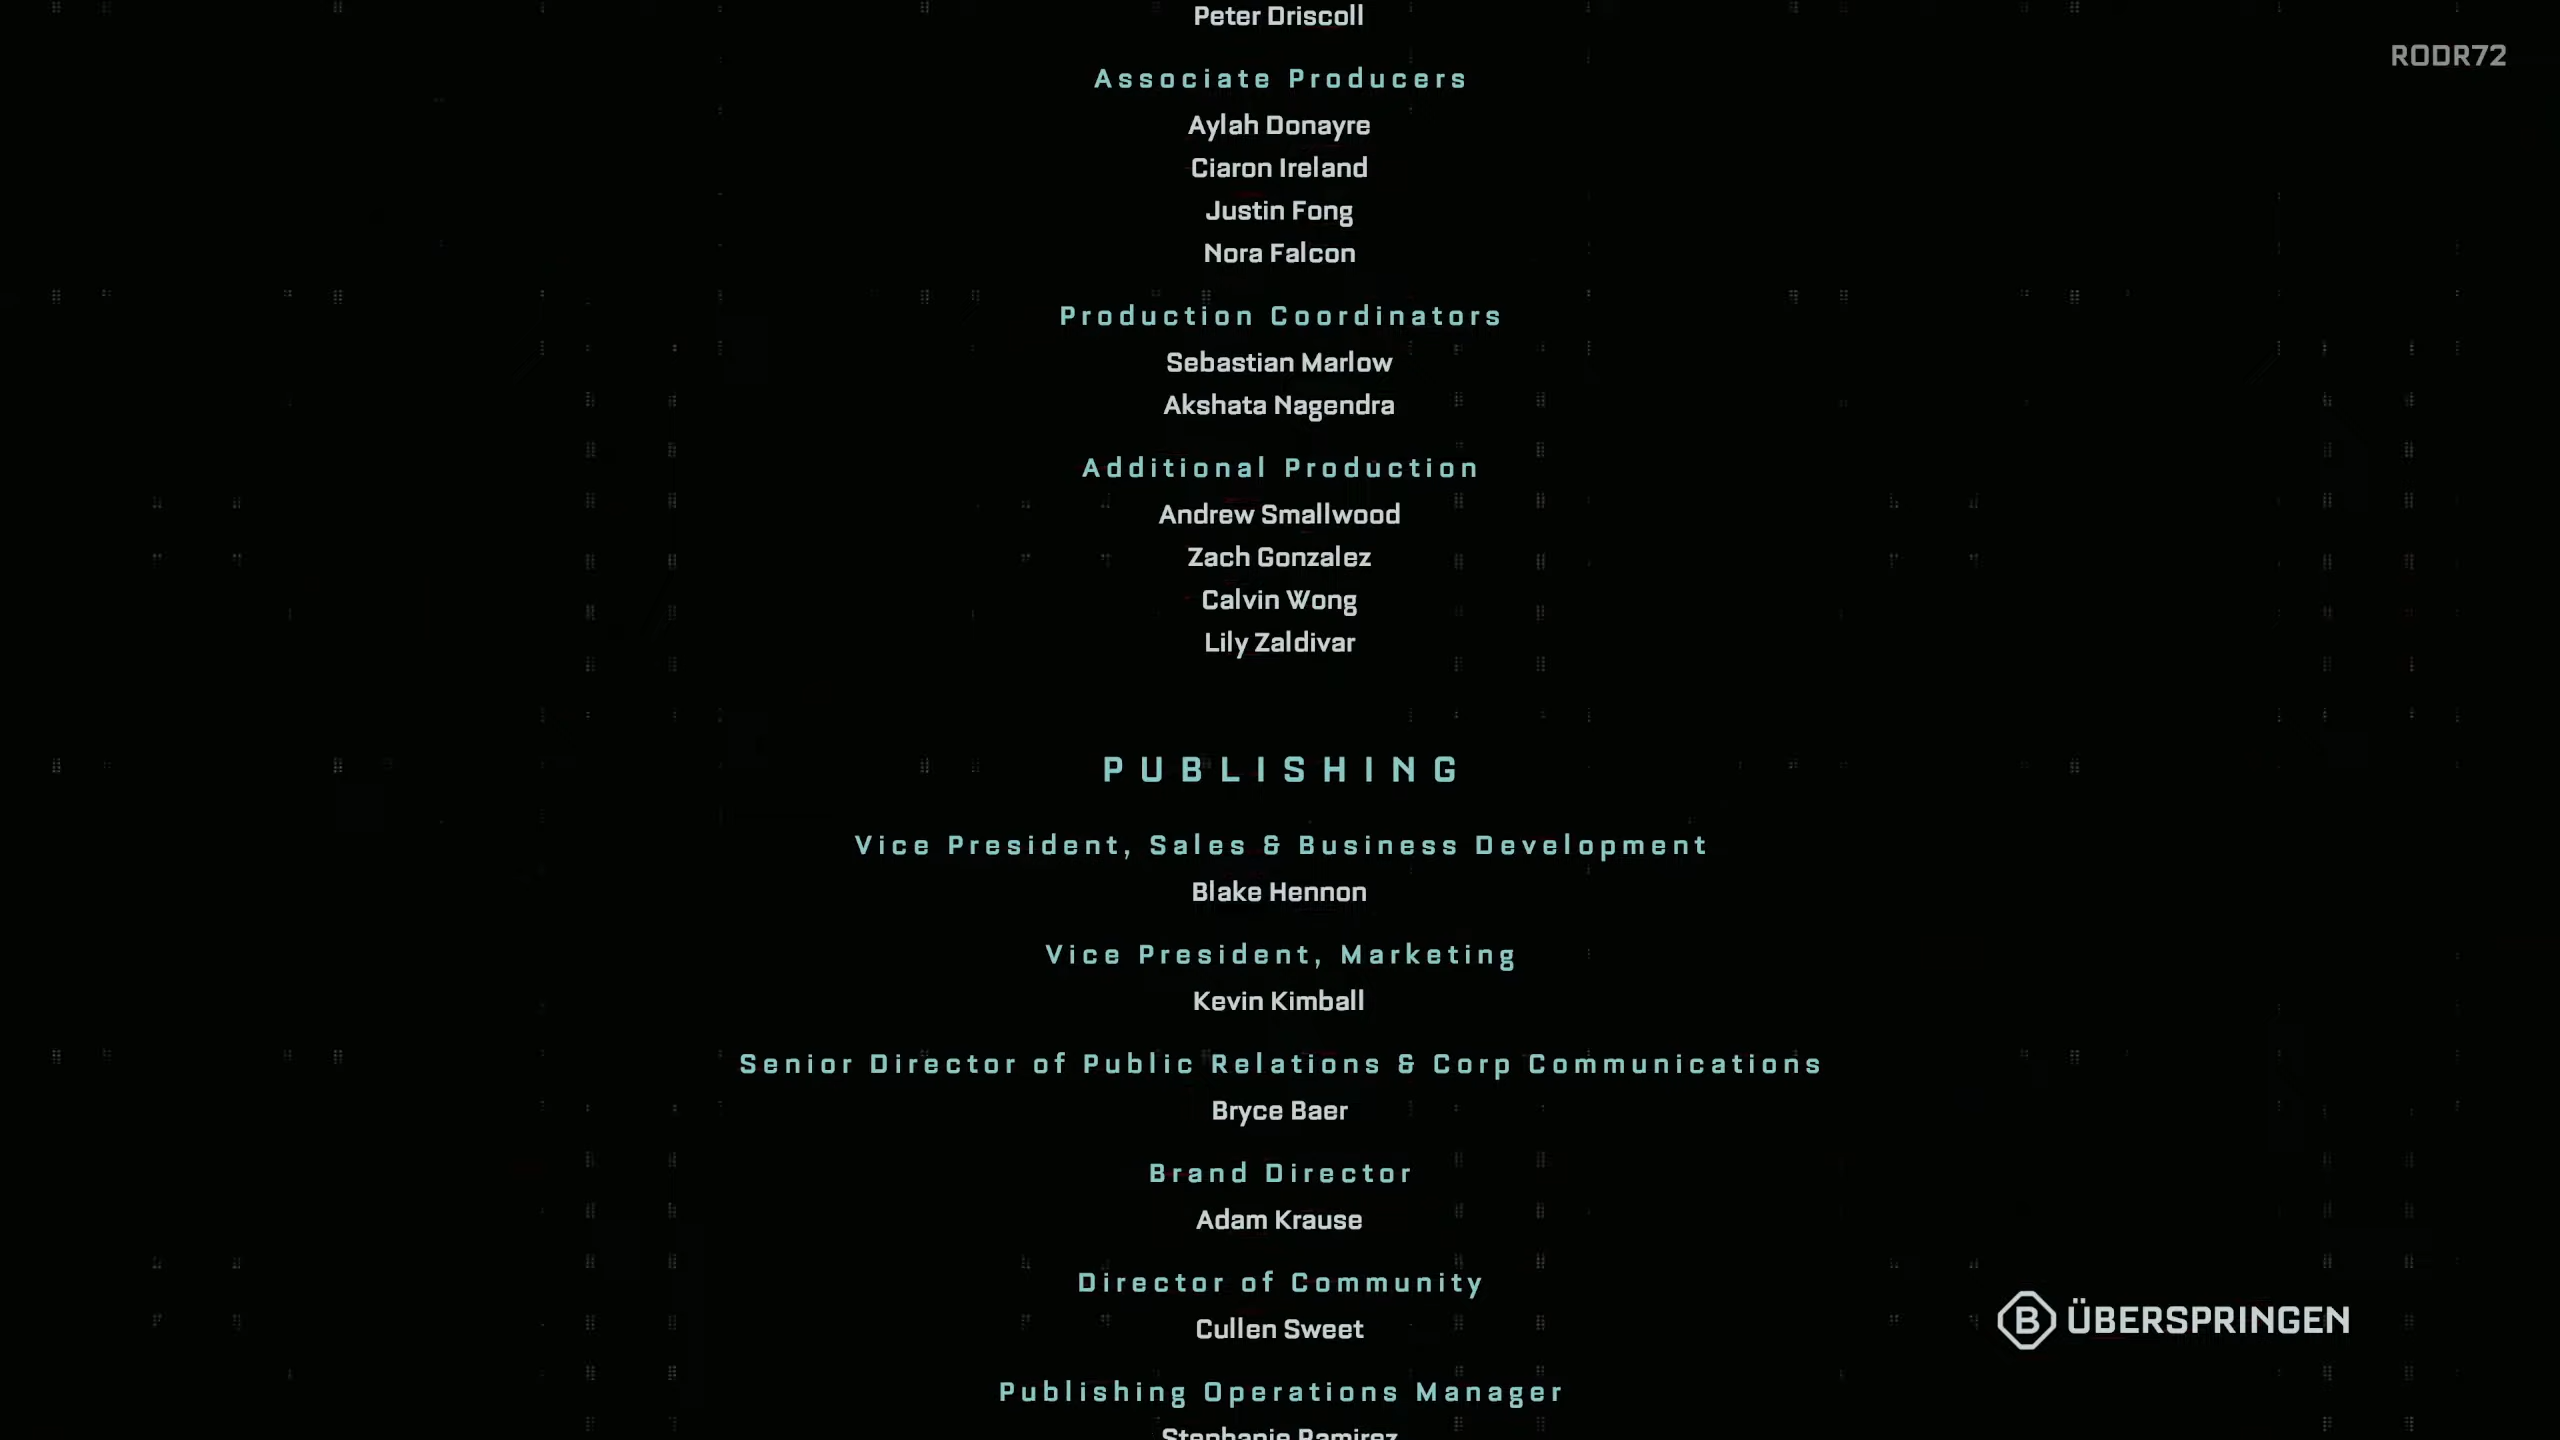 Peter Driscoll
RODR72
Associate Producers
Aylah Donayre
Ciaron Ireland
Justin Fong
Nora Falcon
Production Coordinators
Sebastian Marlow
Akshata Nagendra
Additional Production
Andrew Smallwood
Zach Gonzalez
Calvin Wong
Lily Zaldivar
PUBLISHING
Vice President, Sales & Business Development
Blake Hennon
Vice President, Marketing
Kevin Kimball
Senior Director of Public Relations & Corp Communications
Bryce Baer
Brand Director
Adam Krause
Director of Community
Cullen Sweet
B ÜBERSPRINGEN
Publishing Operations Manager
Stephanie Ramirez